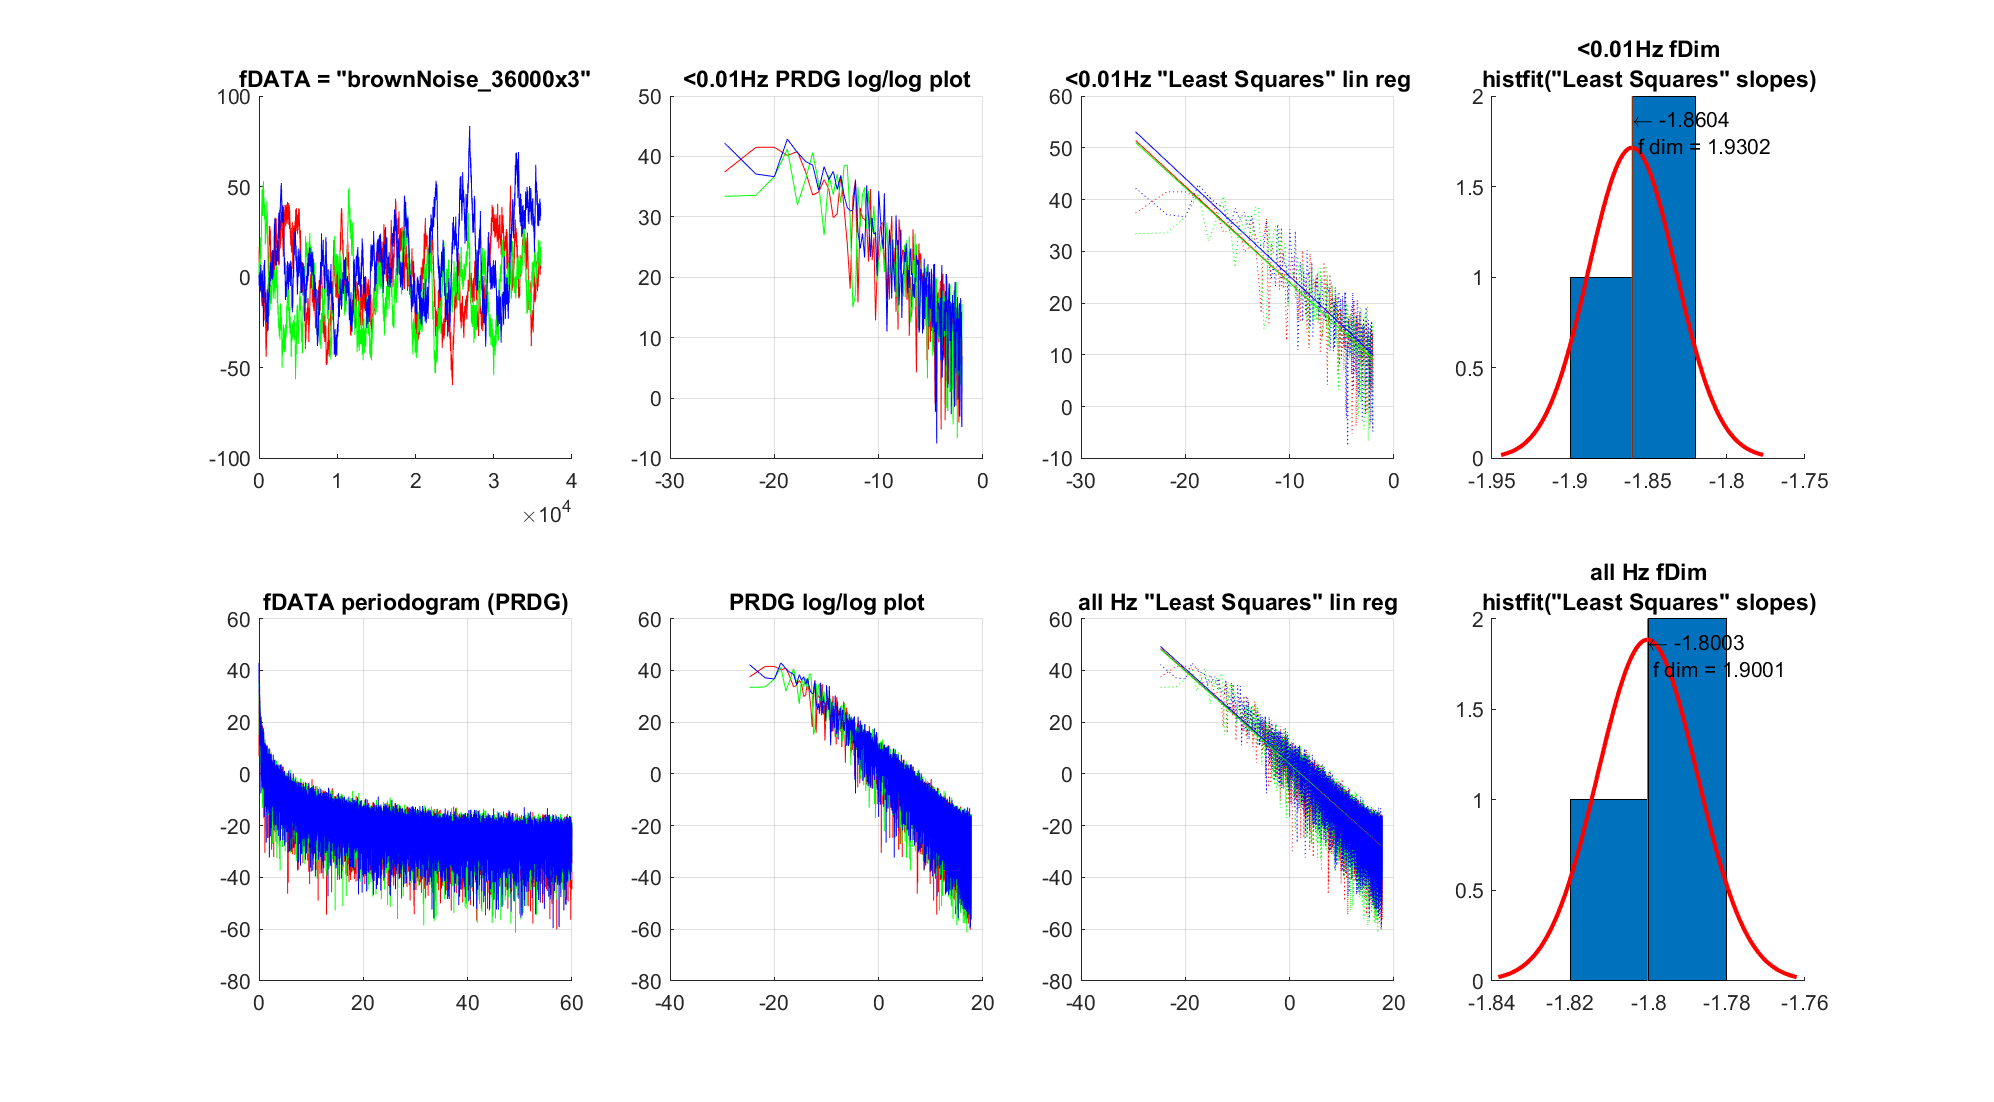 fDATA = "brownNoise_36000x3"
100
50
0
-50
-100
0 1 2 3 4
×10^4
<0.01Hz PRDG log/log plot
50
40
30
20
10
0
-10
-30 -20 -10 0
<0.01Hz "Least Squares" lin reg
60
50
40
30
20
10
0
-10
-30 -20 -10 0
<0.01Hz fDim
histfit("Least Squares" slopes)
2
1.5
1
0.5
0
← -1.8604
f dim = 1.9302
-1.95 -1.9 -1.85 -1.8 -1.75
fDATA periodogram (PRDG)
60
40
20
0
-20
-40
-60
-80
0 20 40 60
PRDG log/log plot
60
40
20
0
-20
-40
-60
-80
-40 -20 0 20
all Hz "Least Squares" lin reg
60
40
20
0
-20
-40
-60
-80
-40 -20 0 20
all Hz fDim
histfit("Least Squares" slopes)
2
1.5
1
0.5
0
← -1.8003
f dim = 1.9001
-1.84 -1.82 -1.8 -1.78 -1.76